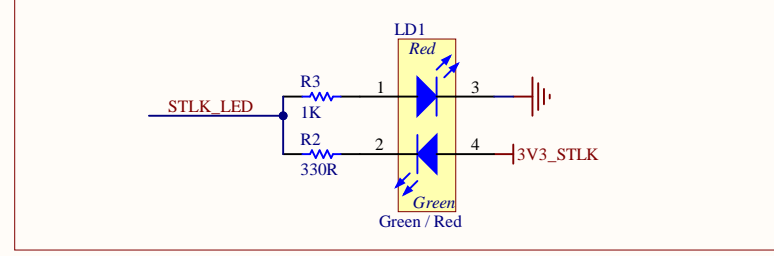 LD1
Red
R3
1
3
STLK_LED
1K
R2
2
4
3V3_STLK
330R
Green
Green / Red